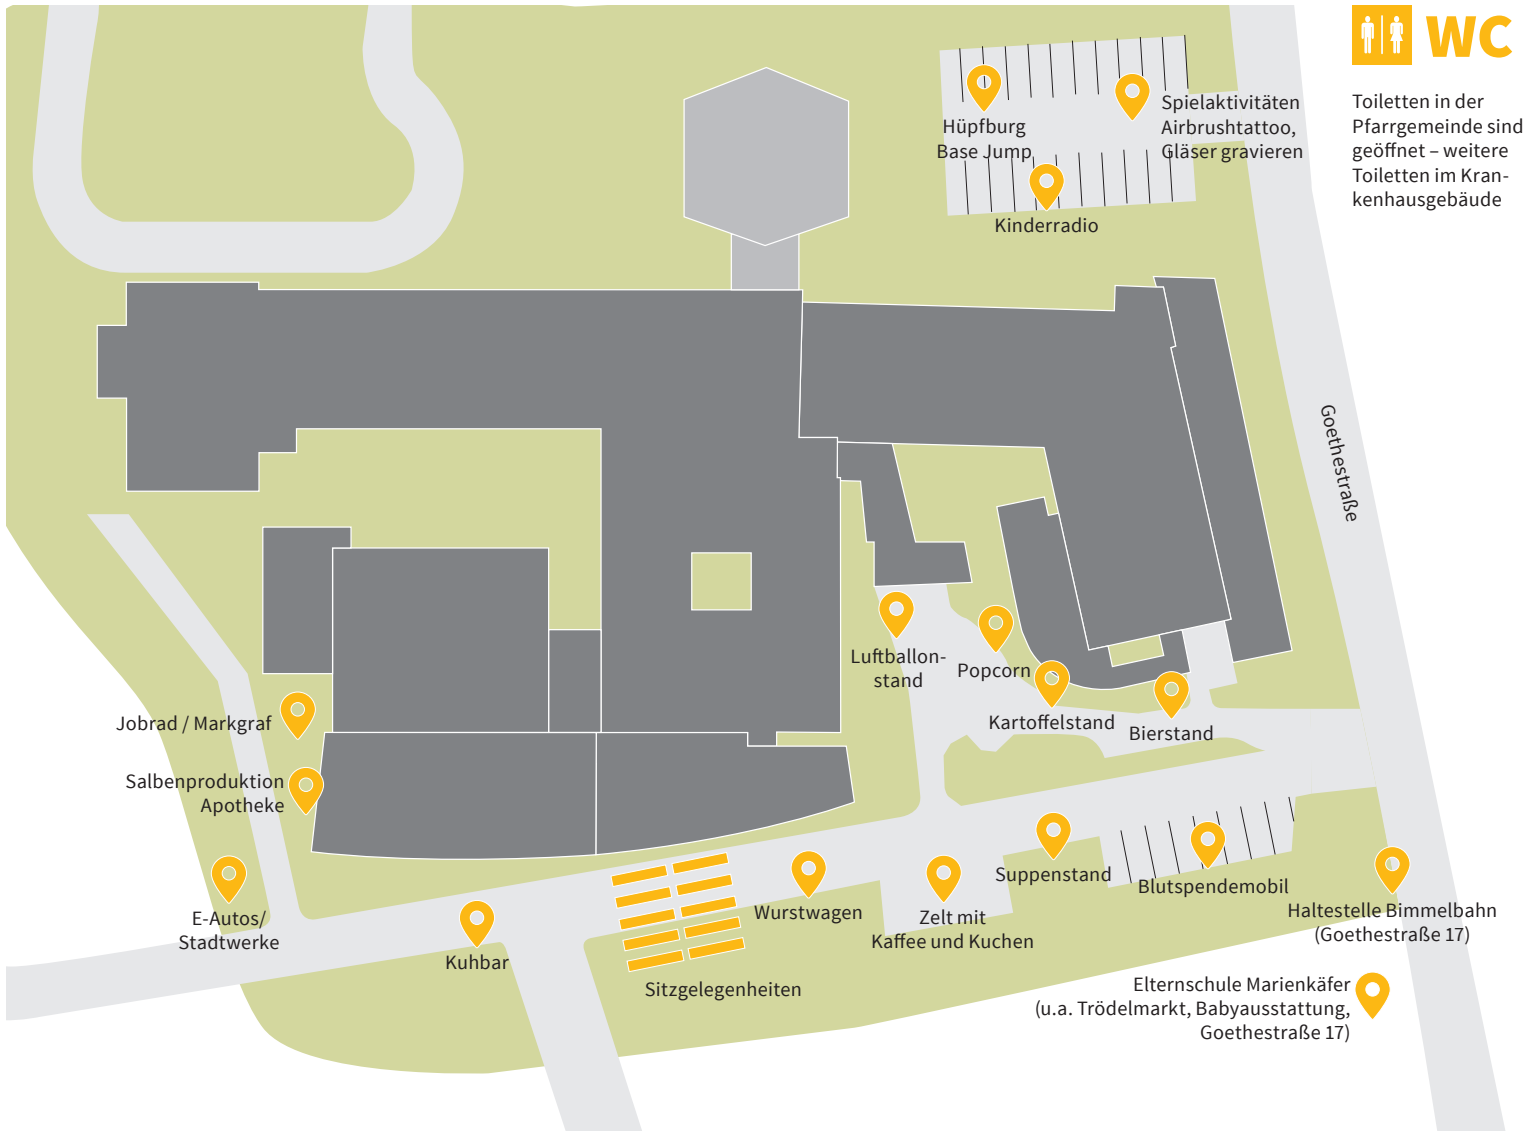 WC
Toiletten in der
Pfarrgemeinde sind
geöffnet – weitere
Toiletten im Kran-
kenhausgebäude
Hüpfburg
Base Jump
Spielaktivitäten
Airbrushtattoo,
Gläser gravieren
Kinderradio
Goethestraße
Luftballon-
stand
Popcorn
Kartoffelstand
Bierstand
Jobrad / Markgraf
Salbenproduktion
Apotheke
E-Autos/
Stadtwerke
Kuhbar
Sitzgelegenheiten
Wurstwagen
Zelt mit
Kaffee und Kuchen
Suppenstand
Blutspendemobil
Haltestelle Bimmelbahn
(Goethestraße 17)
Elternschule Marienkäfer
(u.a. Trödelmarkt, Babyausstattung,
Goethestraße 17)